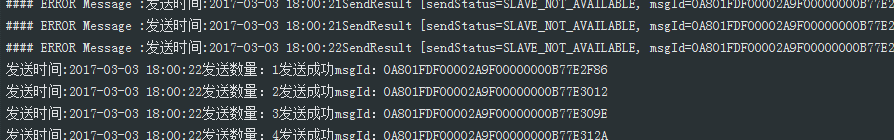 #### ERROR Message :发送时间:2017-03-03 18:00:21SendResult [sendStatus=SLAVE_NOT_AVAILABLE, msgId=0A801FDF00002A9F00000000B77E2
#### ERROR Message :发送时间:2017-03-03 18:00:21SendResult [sendStatus=SLAVE_NOT_AVAILABLE, msgId=0A801FDF00002A9F00000000B77E2
#### ERROR Message :发送时间:2017-03-03 18:00:22SendResult [sendStatus=SLAVE_NOT_AVAILABLE, msgId=0A801FDF00002A9F00000000B77E2
发送时间:2017-03-03 18:00:22发送数量：1发送成功msgId：0A801FDF00002A9F00000000B77E2F86
发送时间:2017-03-03 18:00:22发送数量：2发送成功msgId：0A801FDF00002A9F00000000B77E3012
发送时间:2017-03-03 18:00:22发送数量：3发送成功msgId：0A801FDF00002A9F00000000B77E309E
发送时间:2017-03-03 18:00:22发送数量：4发送成功msgId：0A801FDF00002A9F00000000B77E312A